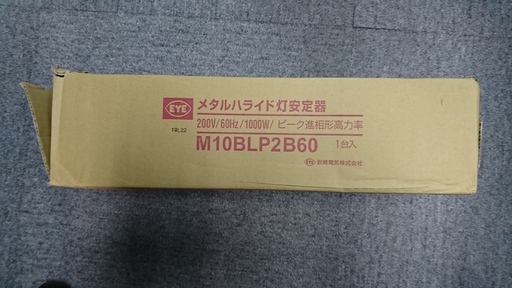 EYE
メタルハライド灯安定器
200V/60Hz/1000W/ ピーク進相形高力率
M10BLP2B60 1台入
岩崎電気株式会社